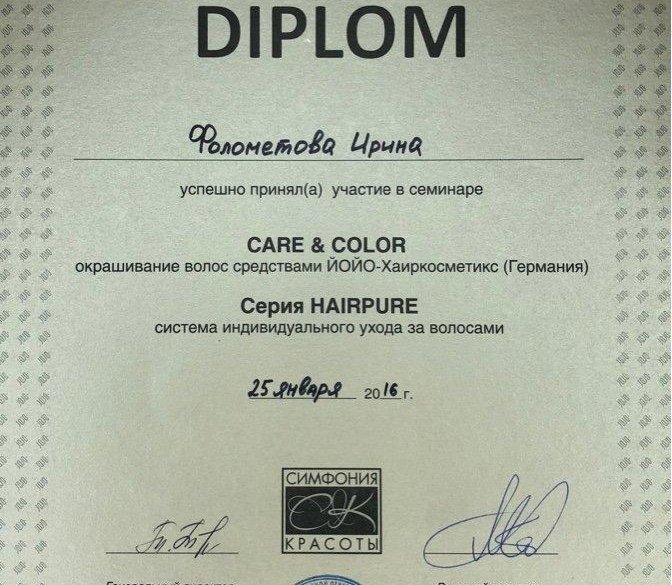 DIPLOM
Фолометова Ирина
успешно принял(а) участие в семинаре
CARE & COLOR
окрашивание волос средствами ЙОЙО-Хаиркосметикс (Германия)
Серия HAIRPURE
система индивидуального ухода за волосами
25 января 2016 г.
СИМФОНИЯ
СК
КРАСОТЫ